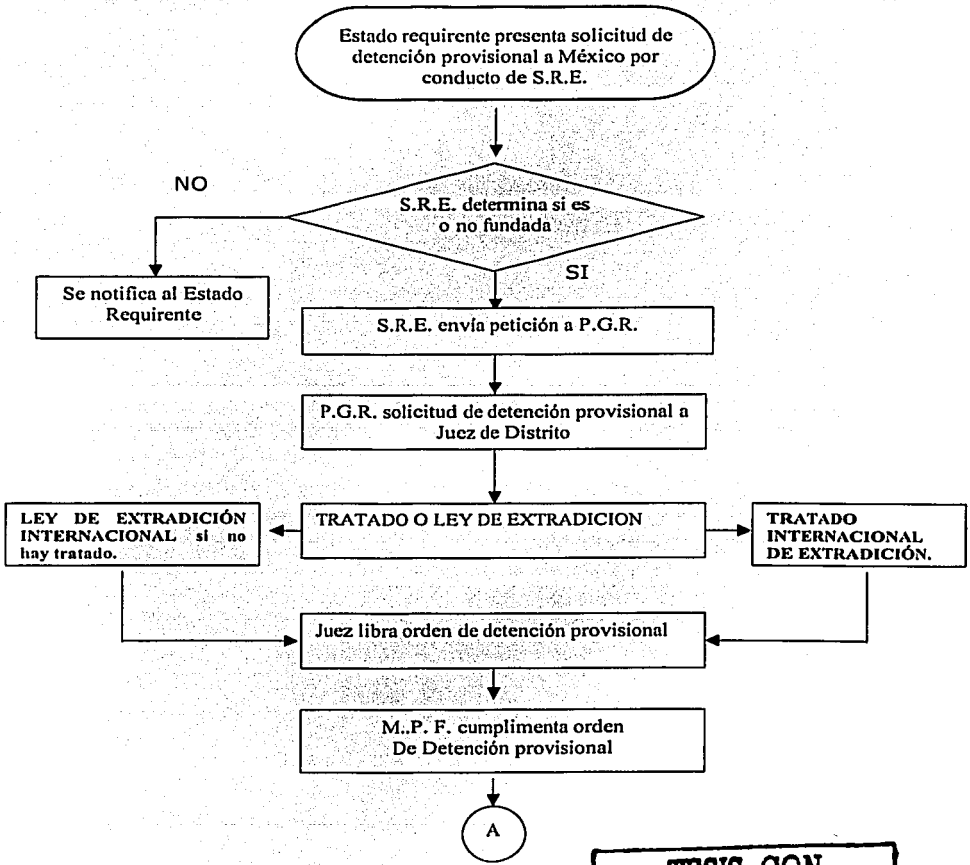 Estado requirente presenta solicitud de
detención provisional a México por
conducto de S.R.E.
NO
S.R.E. determina si es
o no fundada
SI
Se notifica al Estado
Requirente
S.R.E. envía petición a P.G.R.
P.G.R. solicitud de detención provisional a
Juez de Distrito
LEY DE EXTRADICIÓN
INTERNACIONAL si no
hay tratado.
TRATADO O LEY DE EXTRADICION
TRATADO
INTERNACIONAL
DE EXTRADICIÓN.
Juez libra orden de detención provisional
M..P. F. cumplimenta orden
De Detención provisional
A
TESIS CON